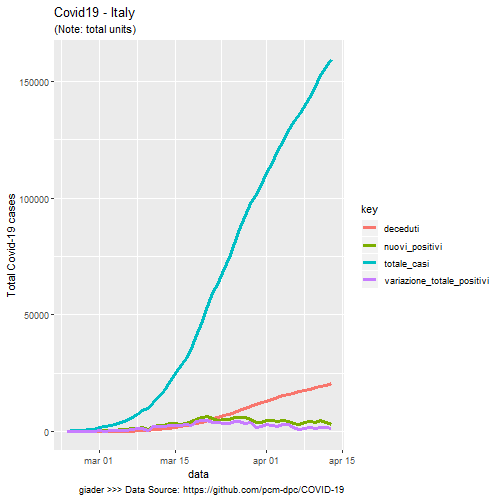 Covid19 - Italy
(Note: total units)
Total Covid-19 cases
150000
100000
50000
0
mar 01
mar 15
apr 01
apr 15
data
key
deceduti
nuovi_positivi
totale_casi
variazione_totale_positivi
giader >>> Data Source: https://github.com/pcm-dpc/COVID-19